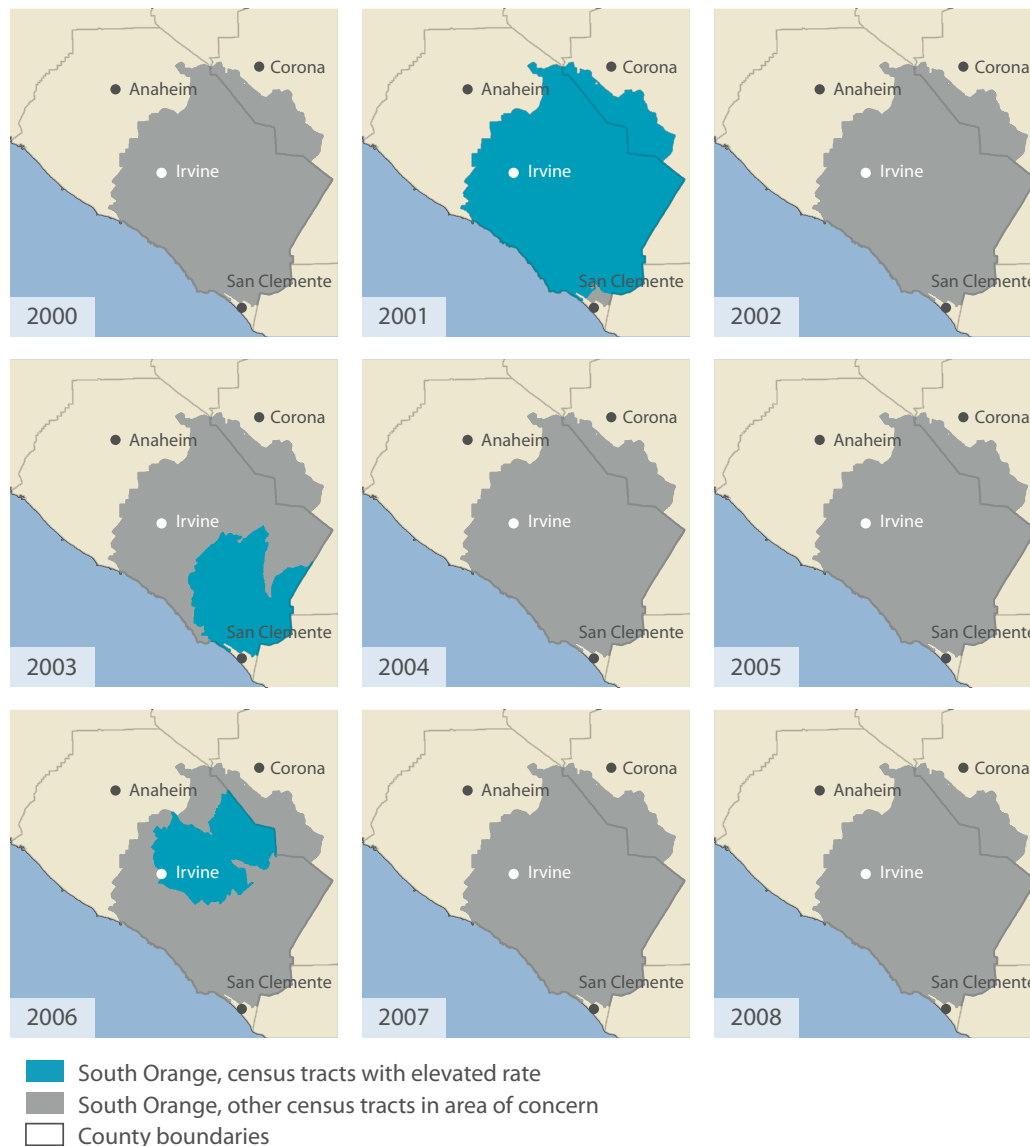 Corona
Anaheim
Irvine
San Clemente
2000
Corona
Anaheim
Irvine
San Clemente
2001
Corona
Anaheim
Irvine
San Clemente
2002
Corona
Anaheim
Irvine
San Clemente
2003
Corona
Anaheim
Irvine
San Clemente
2004
Corona
Anaheim
Irvine
San Clemente
2005
Corona
Anaheim
Irvine
San Clemente
2006
Corona
Anaheim
Irvine
San Clemente
2007
Corona
Anaheim
Irvine
San Clemente
2008
South Orange, census tracts with elevated rate
South Orange, other census tracts in area of concern
County boundaries